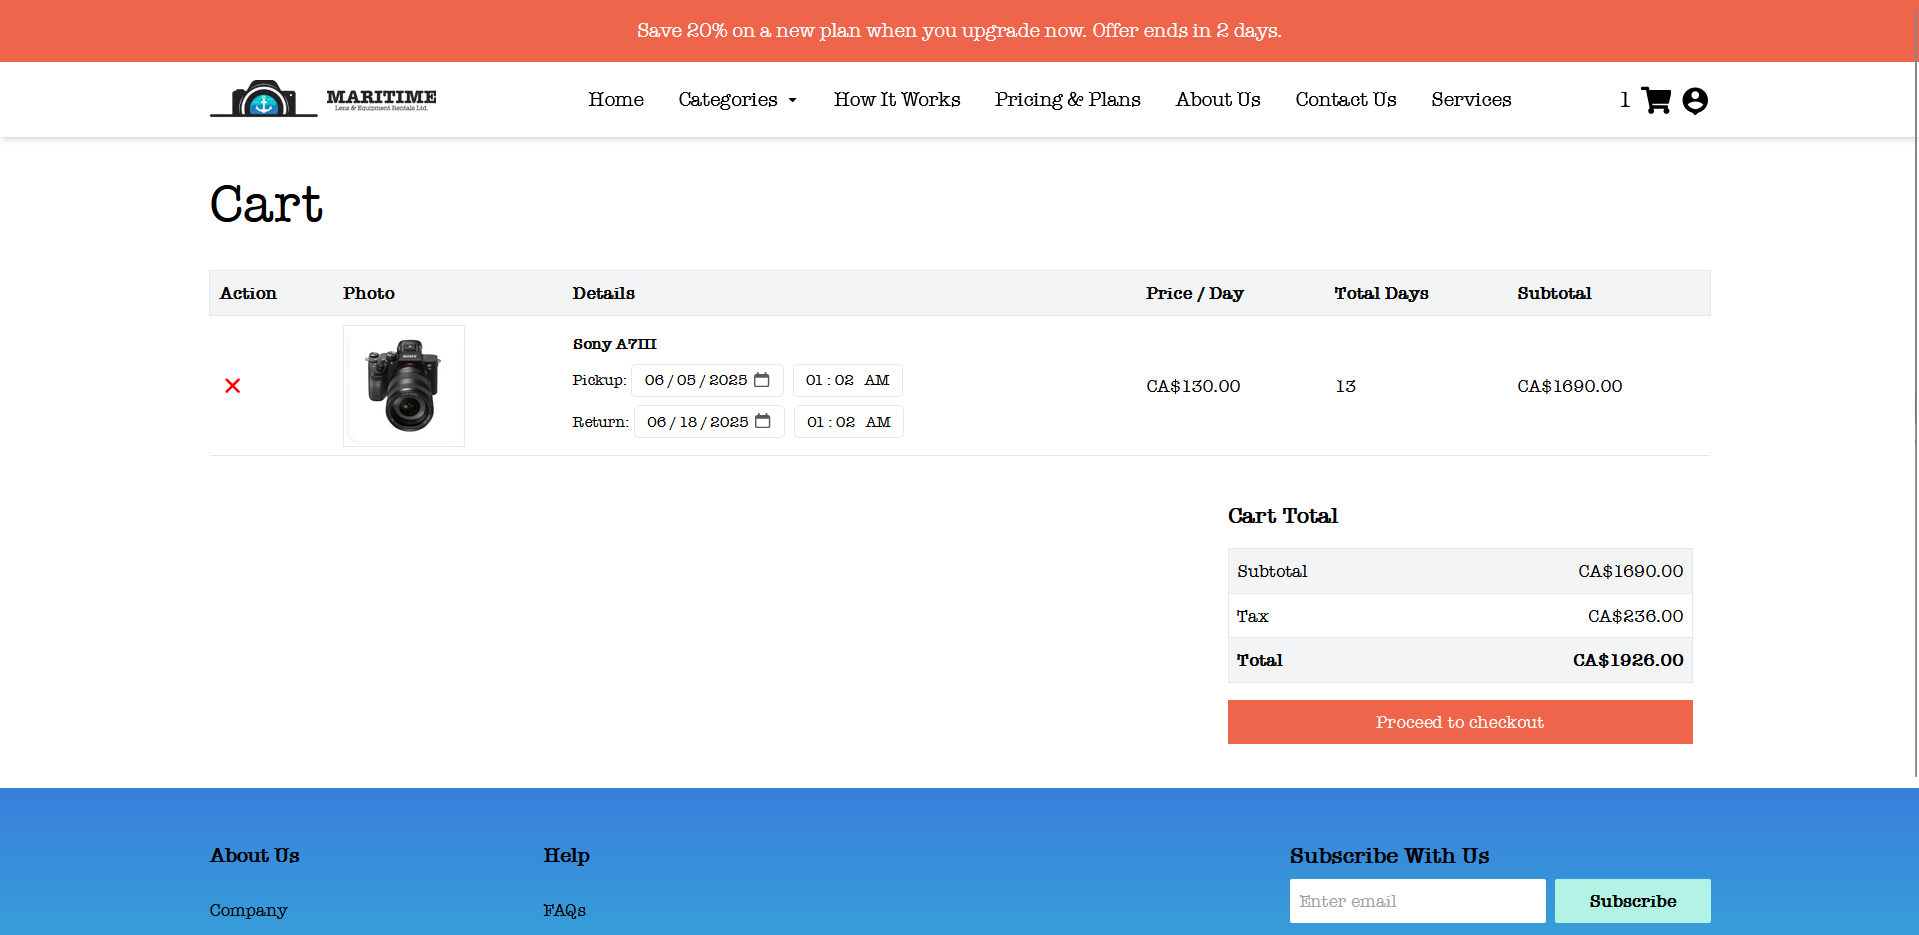 Save 20% on a new plan when you upgrade now. Offer ends in 2 days.
MARITIME
Lens & Equipment Rentals Ltd.
Home Categories How It Works Pricing & Plans About Us Contact Us Services 1
Cart
Action Photo Details Price / Day Total Days Subtotal
SONY
Sony A7III
Pickup: 06 / 05 / 2025 01 : 02 AM
Return: 06 / 18 / 2025 01 : 02 AM
CA$130.00 13 CA$1690.00
Cart Total
Subtotal CA$1690.00
Tax CA$236.00
Total CA$1926.00
Proceed to checkout
About Us Help Subscribe With Us
Enter email Subscribe
Company FAQs